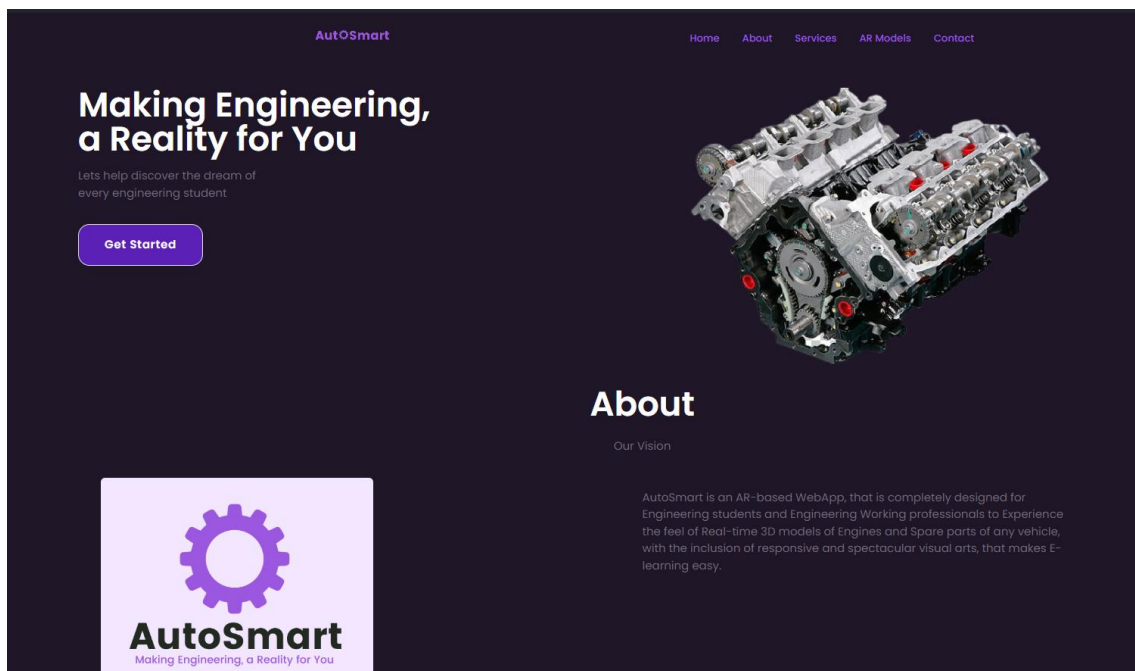 AutOSmart
Home About Services AR Models Contact
Making Engineering,
a Reality for You
Lets help discover the dream of
every engineering student
Get Started
About
Our Vision
AutoSmart is an AR-based WebApp, that is completely designed for
Engineering students and Engineering Working professionals to Experience
the feel of Real-time 3D models of Engines and Spare parts of any vehicle,
with the inclusion of responsive and spectacular visual arts, that makes E-
learning easy.
AutoSmart
Making Engineering, a Reality for You